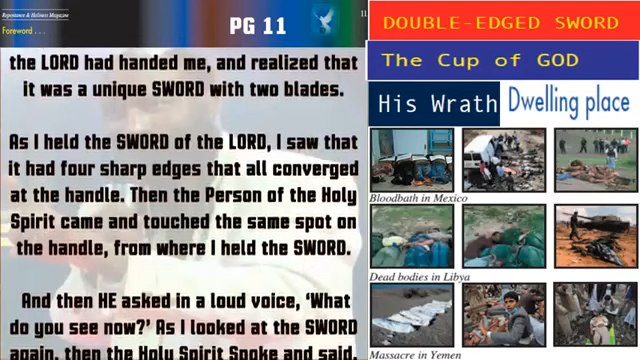 Repentance & Holiness Magazine
Foreword . . .
PG 11
11
the LORD had handed me, and realized that
it was a unique SWORD with two blades.
As I held the SWORD of the LORD, I saw that
it had four sharp edges that all converged
at the handle. Then the Person of the Holy
Spirit came and touched the same spot on
the handle, from where I held the SWORD.
And then HE asked in a loud voice, 'What
do you see now?' As I looked at the SWORD
again, then the Holy Spirit Spoke and said,
DOUBLE-EDGED SWORD
The Cup of GOD
His Wrath
Dwelling place
Bloodbath in Mexico
Dead bodies in Libya
Massacre in Yemen